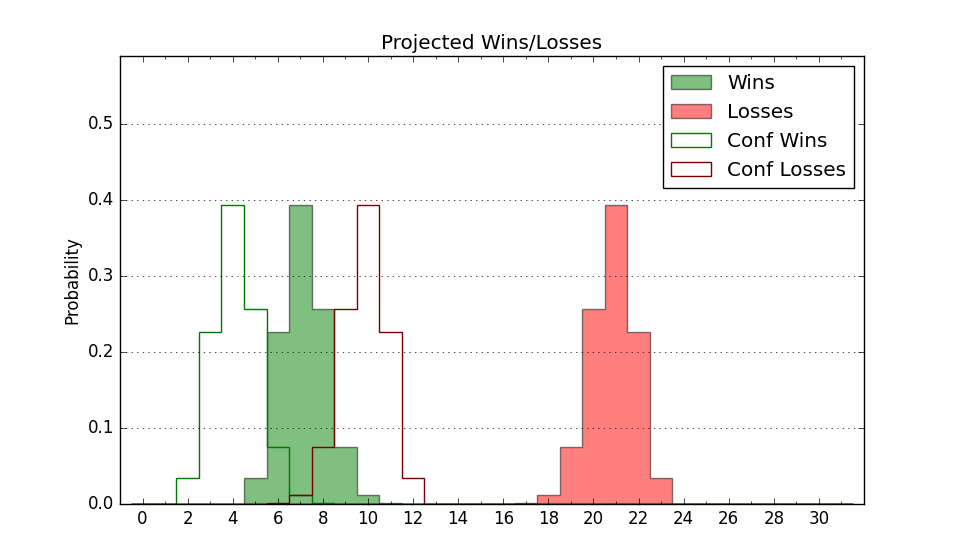 Projected Wins/Losses
Wins
Losses
Conf Wins
Conf Losses
Probability
0.5
0.4
0.3
0.2
0.1
0.0
0 2 4 6 8 10 12 14 16 18 20 22 24 26 28 30